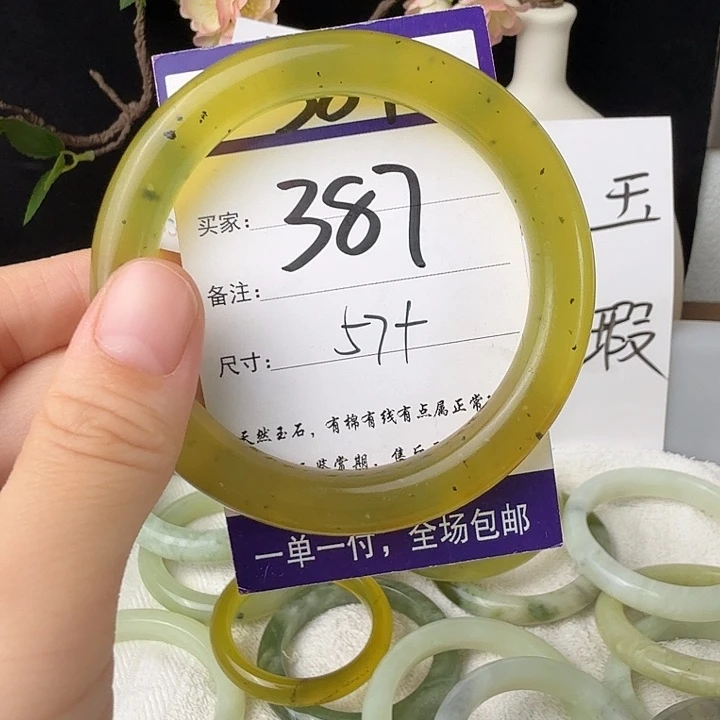 387
买家: 387
备注:
尺寸: 57+
天然玉石，有棉有线有点属正常
一单一付，全场包邮
玉
瑕